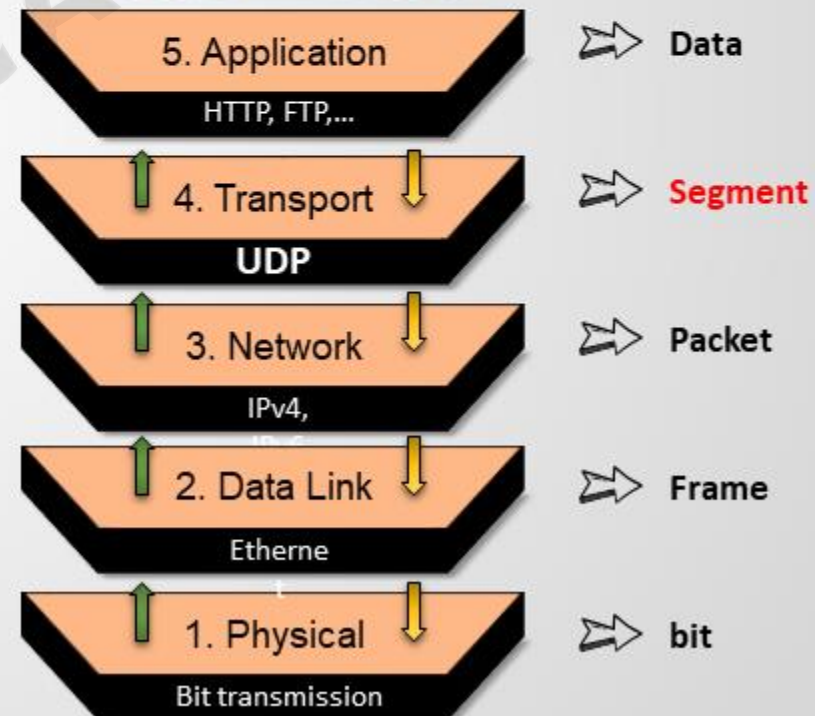 5. Application
Data
HTTP, FTP,...
4. Transport
Segment
UDP
3. Network
Packet
IPv4,
IPv6
2. Data Link
Frame
Etherne
t
1. Physical
bit
Bit transmission